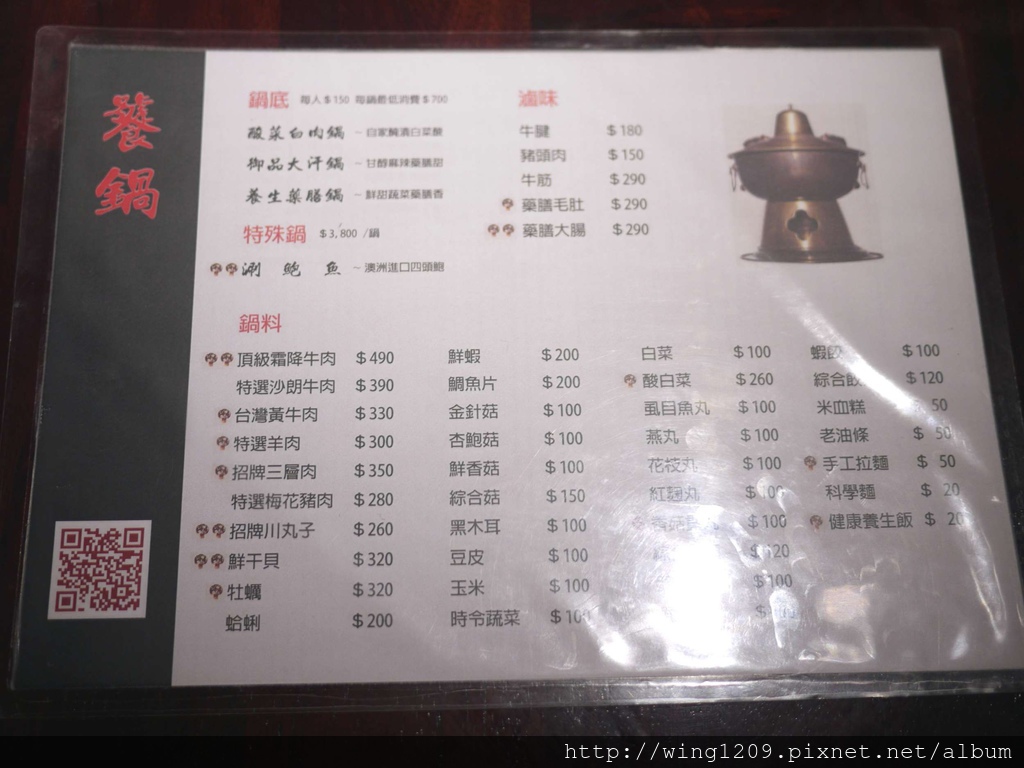 饕鍋
鍋底 每人$150 每鍋最低消費$700
酸菜白肉鍋 ~自家醃漬白菜酸
御品大汗鍋 ~甘醇麻辣藥膳甜
養生藥膳鍋 ~鮮甜蔬菜藥膳香
特殊鍋 $3,800 /鍋
涮鮑魚 ~澳洲進口四頭鮑
滷味
牛腱 $180
豬頭肉 $150
牛筋 $290
藥膳毛肚 $290
藥膳大腸 $290
鍋料
頂級霜降牛肉 $490
特選沙朗牛肉 $390
台灣黃牛肉 $330
特選羊肉 $300
招牌三層肉 $350
特選梅花豬肉 $280
招牌川丸子 $260
鮮干貝 $320
牡蠣 $320
蛤蜊 $200
鮮蝦 $200
鯛魚片 $200
金針菇 $100
杏鮑菇 $100
鮮香菇 $100
綜合菇 $150
黑木耳 $100
豆皮 $100
玉米 $100
時令蔬菜 $100
白菜 $100
酸白菜 $260
虱目魚丸 $100
燕丸 $100
花枝丸 $100
紅麴丸 $100
$100
$120
$100
蝦餃 $100
綜合餃 $120
米血糕 50
老油條 $ 50
手工拉麵 $ 50
科學麵 $ 20
健康養生飯 $ 20
http://wing1209.pixnet.net/album